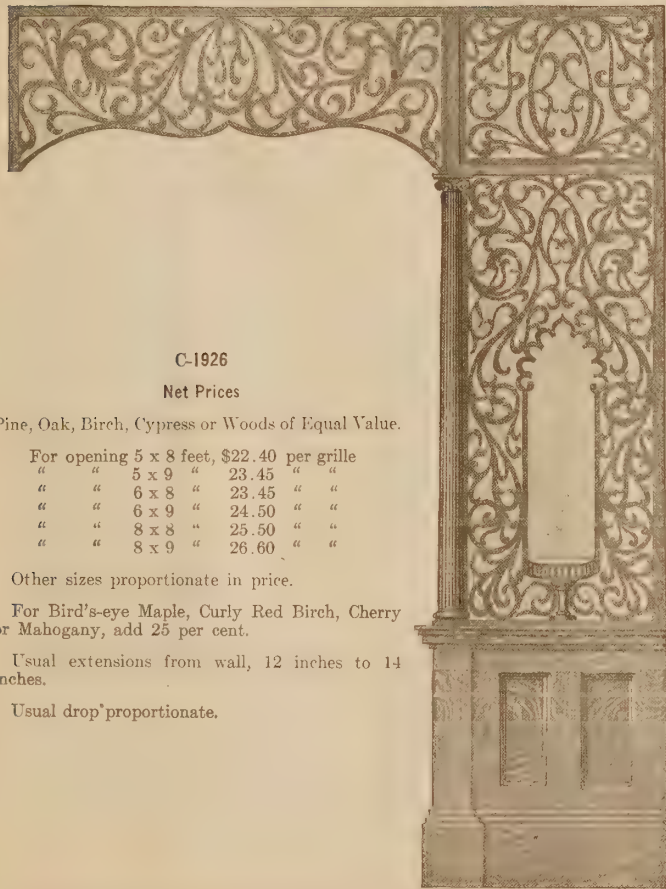 C-1926
Net Prices
Pine, Oak, Birch, Cypress or Woods of Equal Value.
For opening 5 x 8 feet, $22.40 per grille
“ “ 5 x 9 “ 23.45 “ “
“ “ 6 x 8 “ 23.45 “ “
“ “ 6 x 9 “ 24.50 “ “
“ “ 8 x 8 “ 25.50 “ “
“ “ 8 x 9 “ 26.60 “ “
Other sizes proportionate in price.
For Bird's-eye Maple, Curly Red Birch, Cherry
or Mahogany, add 25 per cent.
Usual extensions from wall, 12 inches to 14
inches.
Usual drop proportionate.